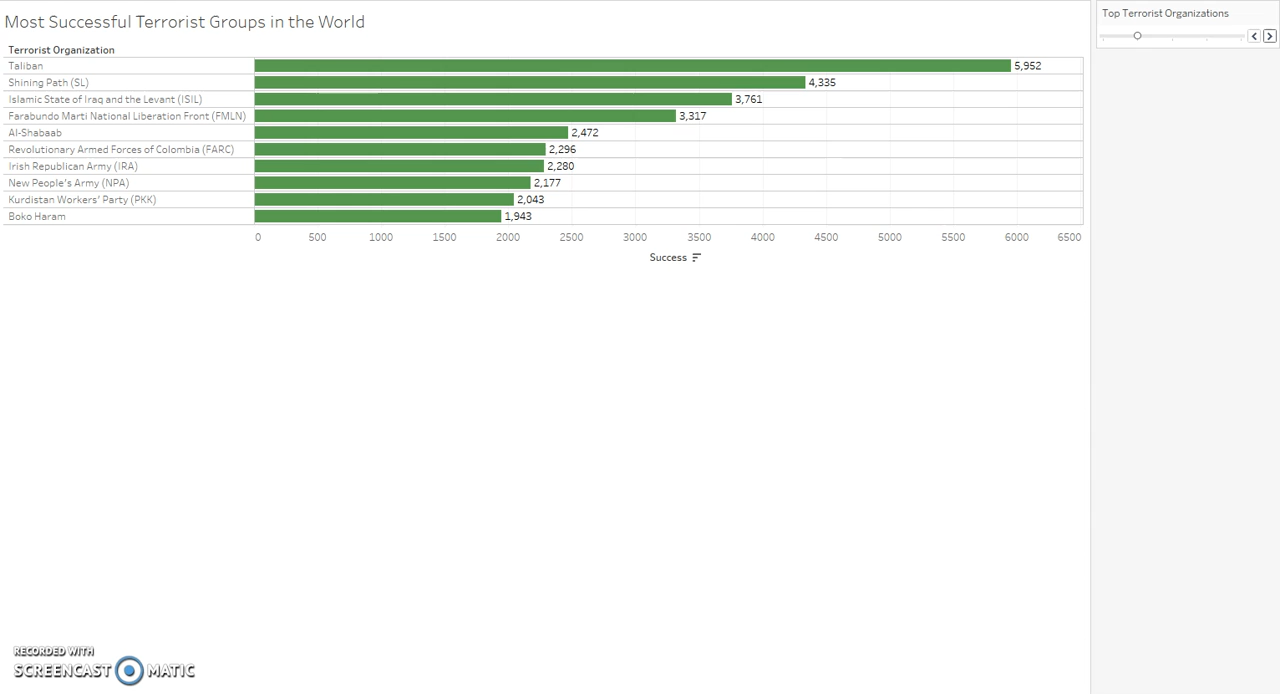 Most Successful Terrorist Groups in the World
Top Terrorist Organizations
Terrorist Organization
Taliban 5,952
Shining Path (SL) 4,335
Islamic State of Iraq and the Levant (ISIL) 3,761
Farabundo Marti National Liberation Front (FMLN) 3,317
Al-Shabaab 2,472
Revolutionary Armed Forces of Colombia (FARC) 2,296
Irish Republican Army (IRA) 2,280
New People's Army (NPA) 2,177
Kurdistan Workers' Party (PKK) 2,043
Boko Haram 1,943
0 500 1000 1500 2000 2500 3000 3500 4000 4500 5000 5500 6000 6500
Success
RECORDED WITH
SCREENCAST MATIC